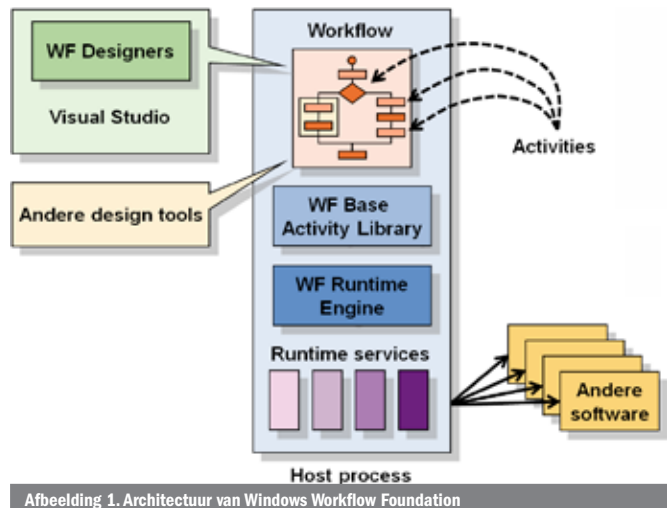 WF Designers
Visual Studio
Andere design tools
Workflow
Activities
WF Base
Activity Library
WF Runtime
Engine
Runtime services
Andere
software
Host process
Afbeelding 1. Architectuur van Windows Workflow Foundation